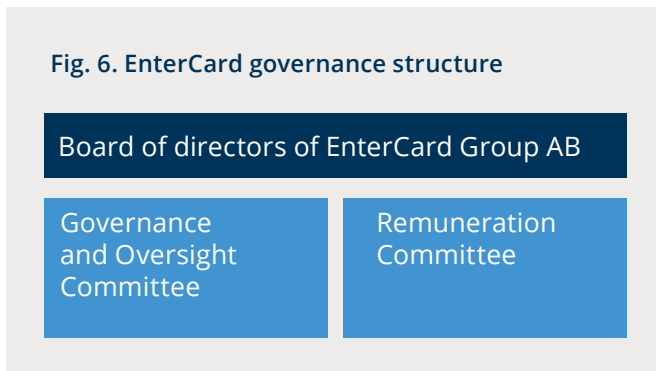 Fig. 6. EnterCard governance structure
Board of directors of EnterCard Group AB
Governance
and Oversight
Committee
Remuneration
Committee